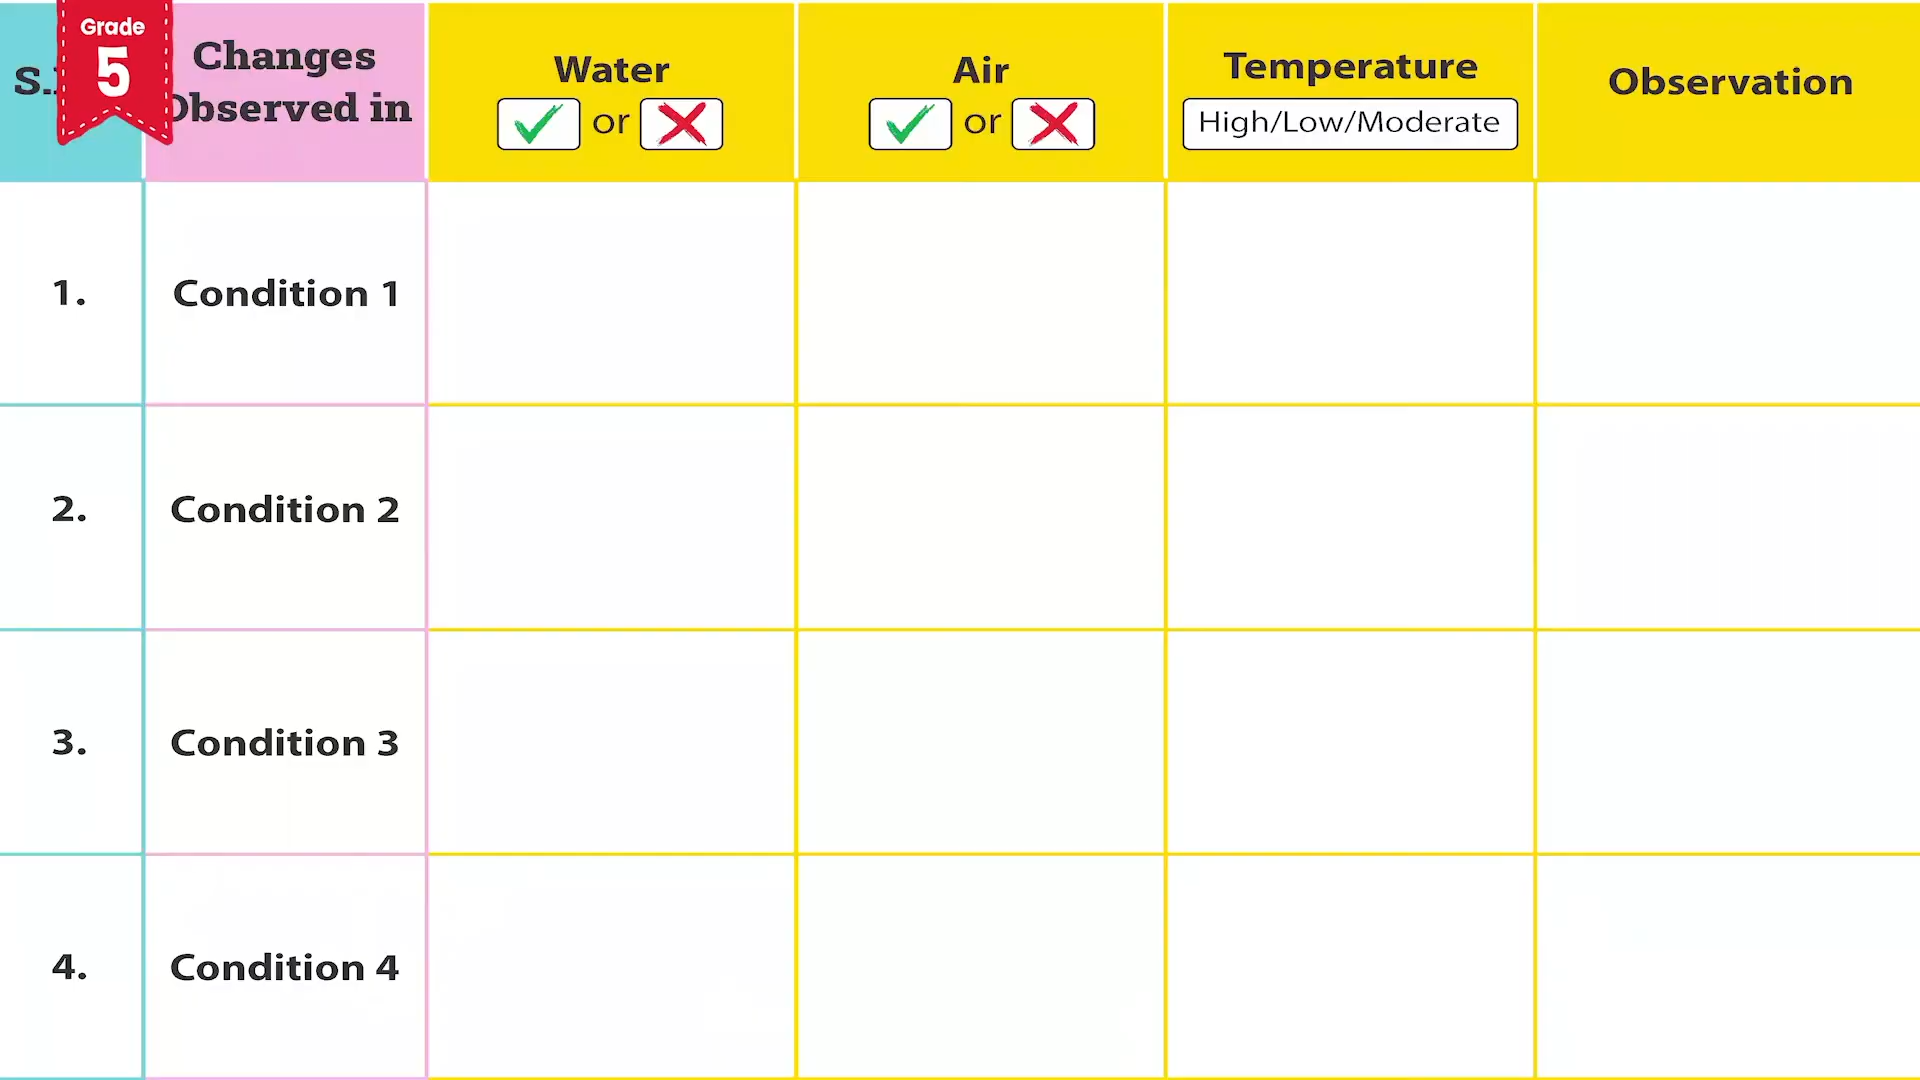 Grade
5
S.
Changes
Observed in
Water
or
Air
or
Temperature
High/Low/Moderate
Observation
1.
Condition 1
2.
Condition 2
3.
Condition 3
4.
Condition 4